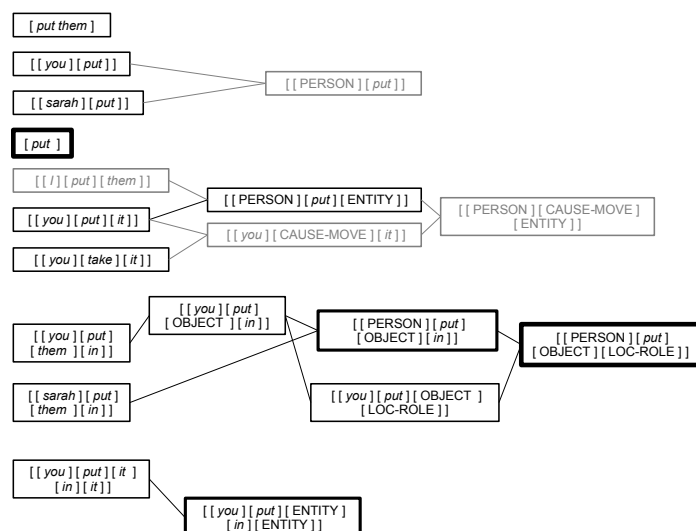 [ put them ]
[ [ you ] [ put ] ]
[ [ PERSON ] [ put ] ]
[ [ sarah ] [ put ] ]
[ put ]
[ [ I ] [ put ] [ them ] ]
[ [ PERSON ] [ put ] [ ENTITY ] ]
[ [ PERSON ] [ CAUSE-MOVE ]
[ ENTITY ] ]
[ [ you ] [ put ] [ it ] ]
[ [ you ] [ CAUSE-MOVE ] [ it ] ]
[ [ you ] [ take ] [ it ] ]
[ [ you ] [ put ]
[ OBJECT ] [ in ] ]
[ [ you ] [ put ]
[ them ] [ in ] ]
[ [ PERSON ] [ put ]
[ OBJECT ] [ in ] ]
[ [ PERSON ] [ put ]
[ OBJECT ] [ LOC-ROLE ] ]
[ [ sarah ] [ put ]
[ them ] [ in ] ]
[ [ you ] [ put ] [ OBJECT ]
[ LOC-ROLE ] ]
[ [ you ] [ put ] [ it ]
[ in ] [ it ] ]
[ [ you ] [ put ] [ ENTITY ]
[ in ] [ ENTITY ] ]